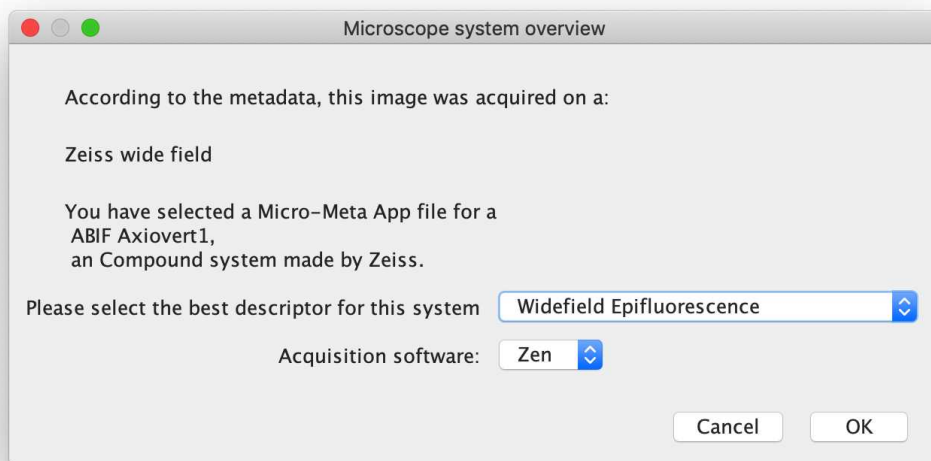 Microscope system overview
According to the metadata, this image was acquired on a:
Zeiss wide field
You have selected a Micro-Meta App file for a
ABIF Axiovert1,
an Compound system made by Zeiss.
Please select the best descriptor for this system Widefield Epifluorescence
Acquisition software: Zen
Cancel OK